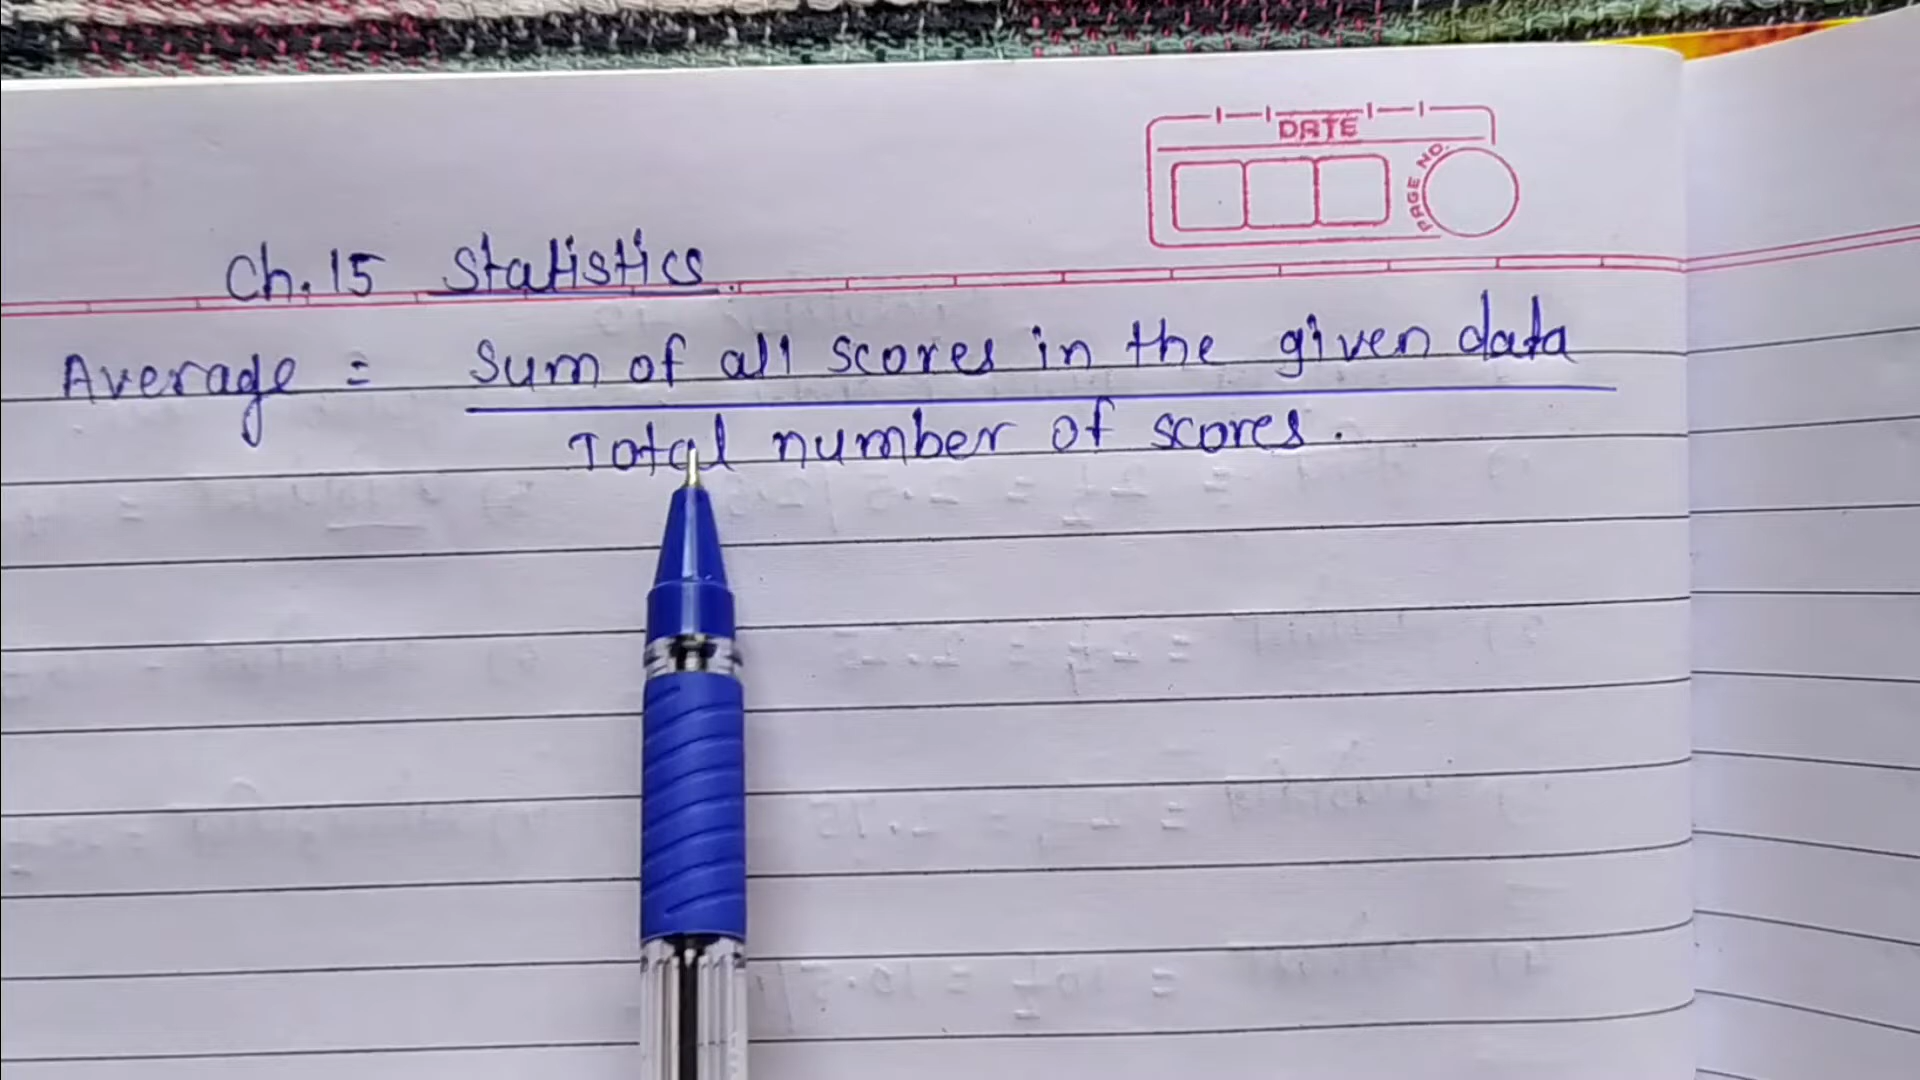 DATE
PAGE NO.
Ch. 15 Statistics.
Average = Sum of all scores in the given data
Total number of scores.